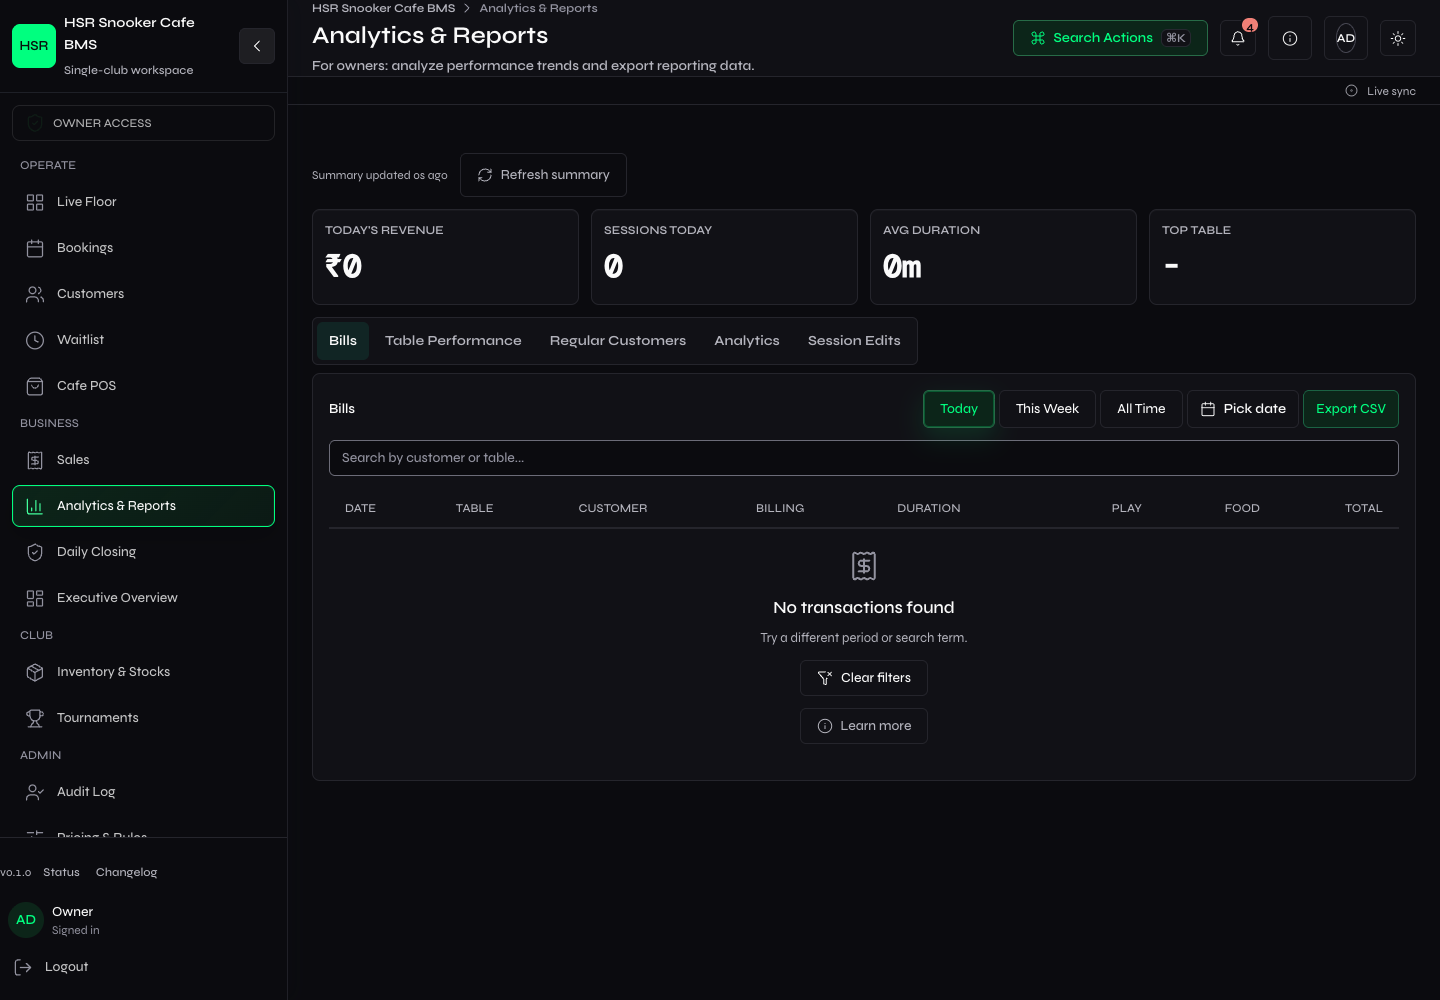 HSR
HSR Snooker Cafe
BMS
Single-club workspace
OWNER ACCESS
OPERATE
Live Floor
Bookings
Customers
Waitlist
Cafe POS
BUSINESS
Sales
Analytics & Reports
Daily Closing
Executive Overview
CLUB
Inventory & Stocks
Tournaments
ADMIN
Audit Log
Pricing & Rules
v0.1.0 Status Changelog
AD
Owner
Signed in
Logout
HSR Snooker Cafe BMS > Analytics & Reports
Analytics & Reports
For owners: analyze performance trends and export reporting data.
Search Actions ⌘K
4
AD
Live sync
Summary updated 0s ago
Refresh summary
TODAY'S REVENUE
₹0
SESSIONS TODAY
0
AVG DURATION
0m
TOP TABLE
-
Bills Table Performance Regular Customers Analytics Session Edits
Bills
Today This Week All Time Pick date Export CSV
Search by customer or table...
DATE TABLE CUSTOMER BILLING DURATION PLAY FOOD TOTAL
No transactions found
Try a different period or search term.
Clear filters
Learn more